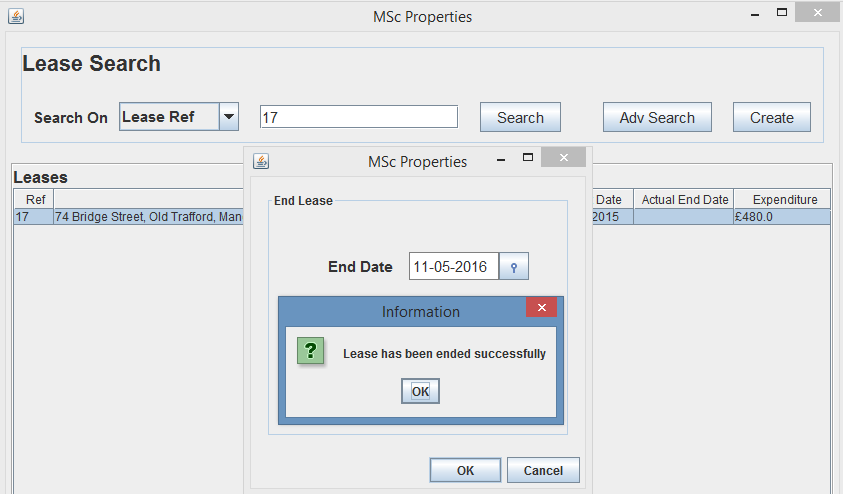 MSc Properties
Lease Search
Search On Lease Ref 17 Search Adv Search Create
Leases
Ref Date Actual End Date Expenditure
17 74 Bridge Street, Old Trafford, Man 2015 £480.0
MSc Properties
End Lease
End Date 11-05-2016
Information
? Lease has been ended successfully
OK
OK Cancel